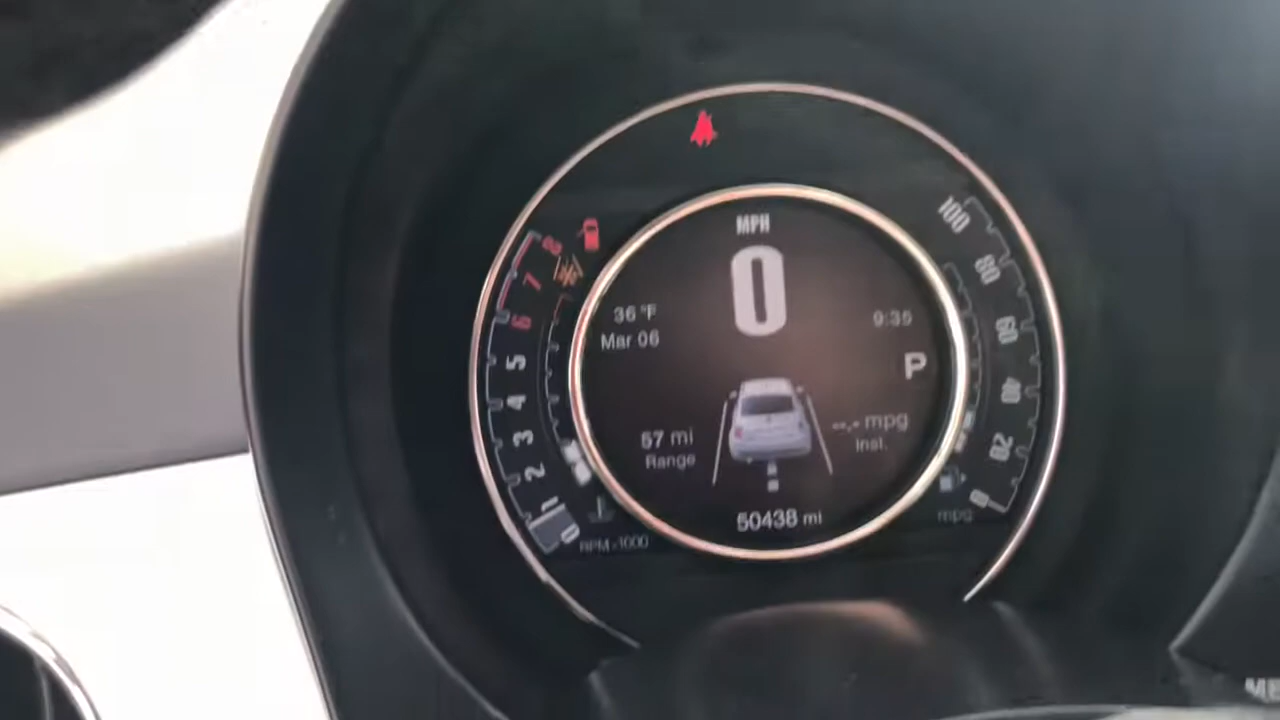 MPH
0
36 °F
Mar 06
9:35
P
57 mi
Range
--.- mpg
Inst.
50438 mi
8
7
6
5
4
3
2
1
0
RPM x1000
100
80
60
40
20
0
mpg